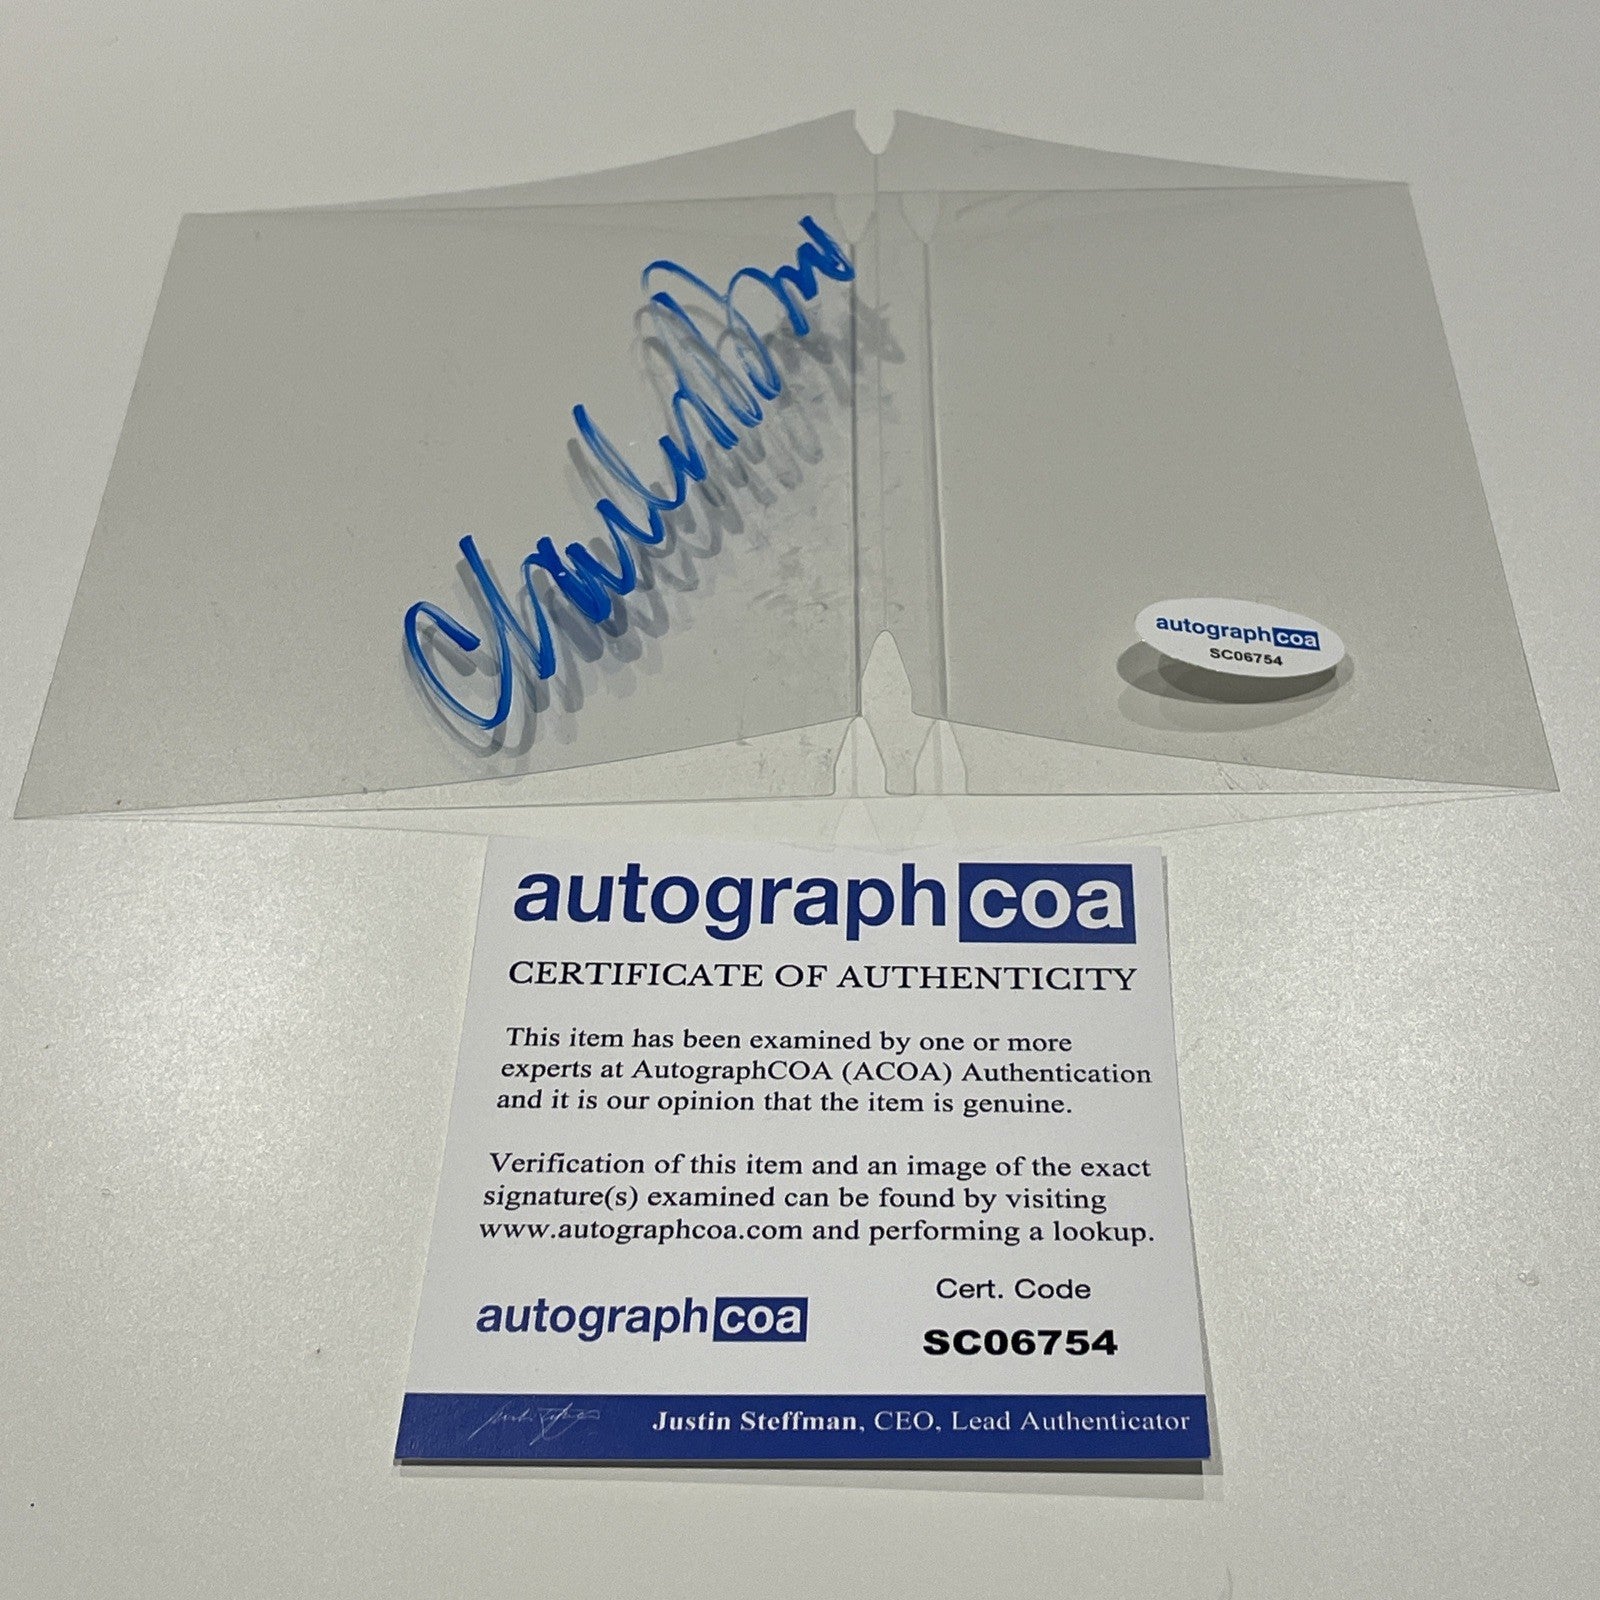 autographcoa
SC06754
autographcoa
CERTIFICATE OF AUTHENTICITY
This item has been examined by one or more
experts at AutographCOA (ACOA) Authentication
and it is our opinion that the item is genuine.
Verification of this item and an image of the exact
signature(s) examined can be found by visiting
www.autographcoa.com and performing a lookup.
Cert. Code
autographcoa
SC06754
Justin Steffman, CEO, Lead Authenticator